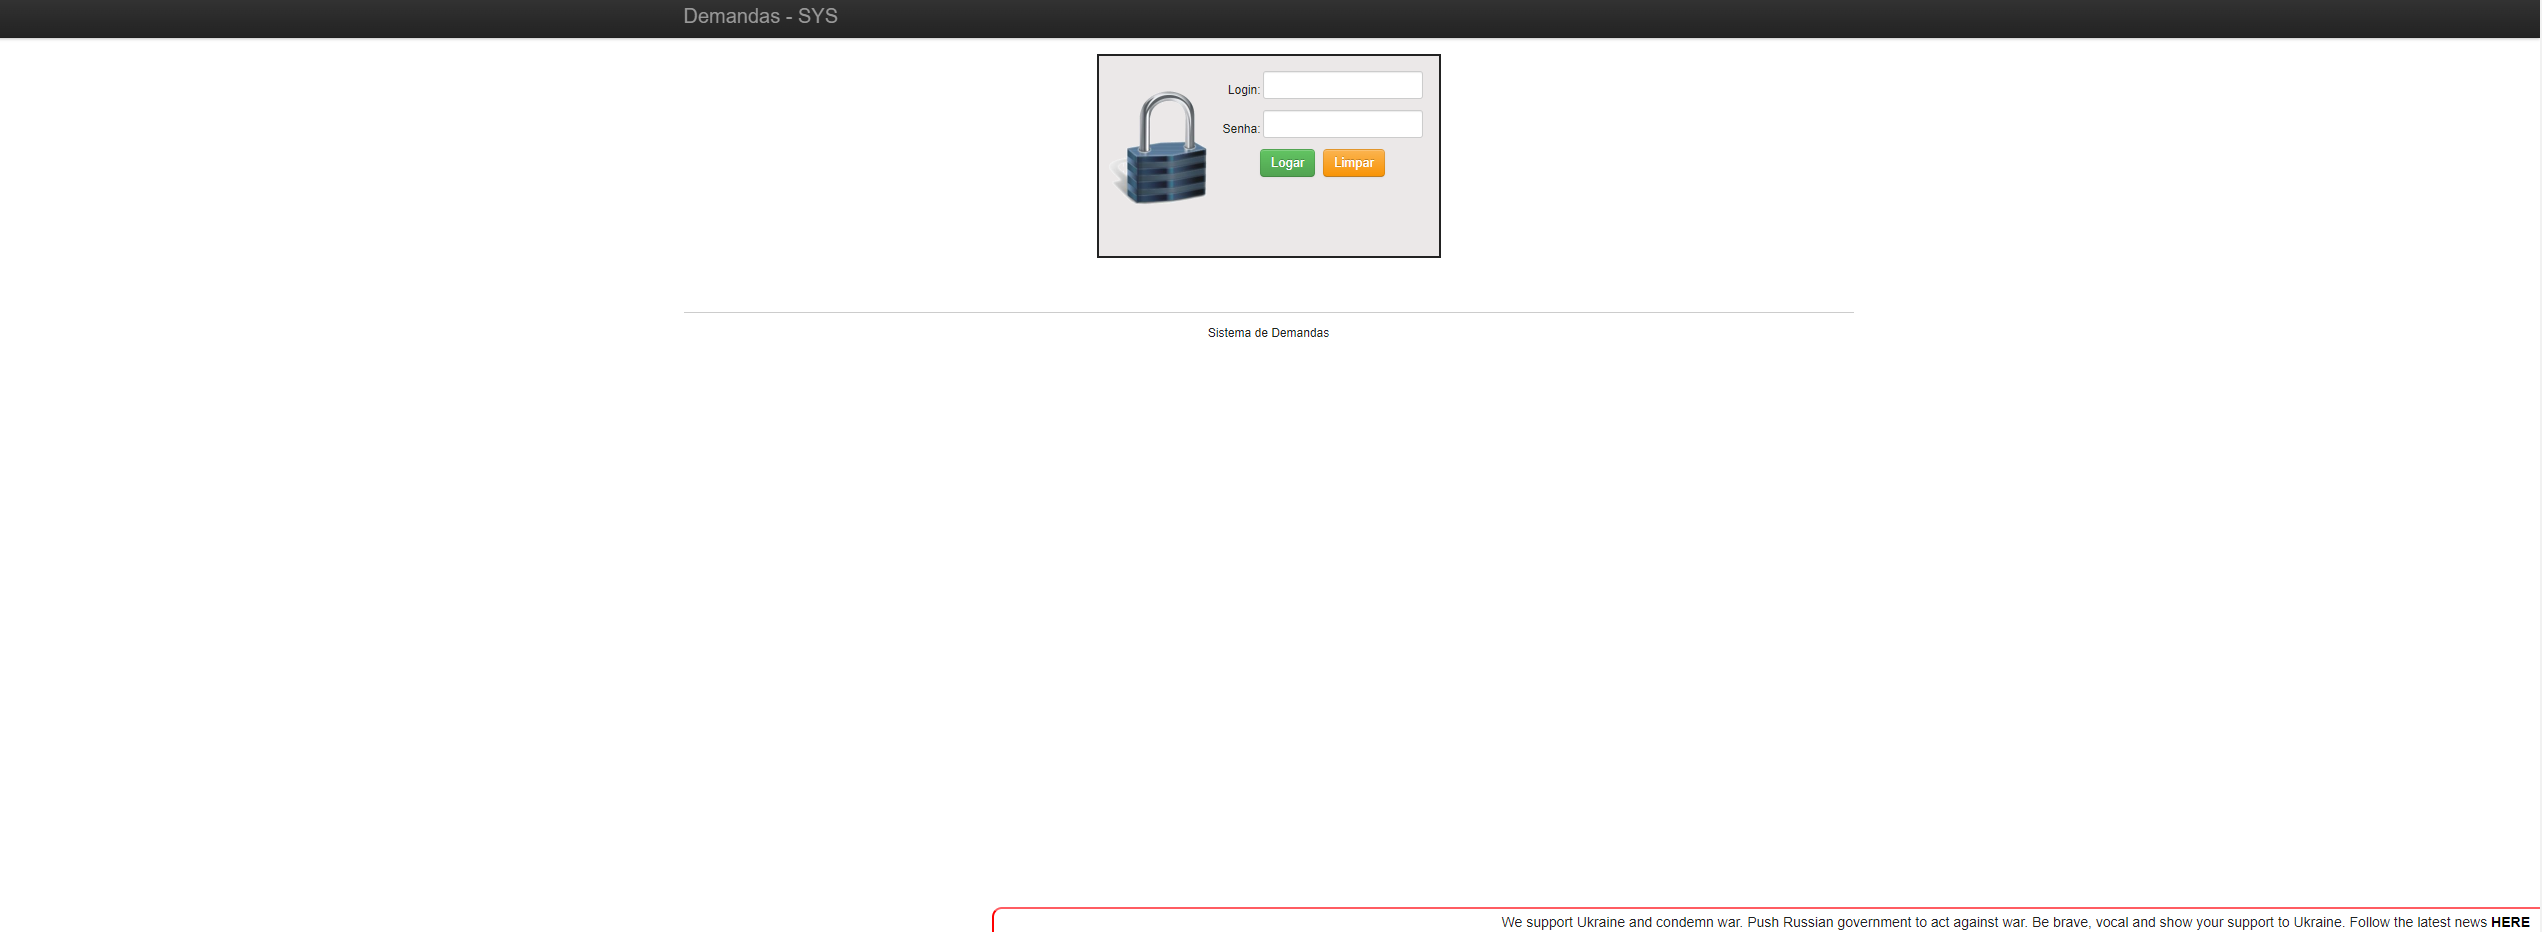 Demandas - SYS
Login:
Senha:
Logar Limpar
Sistema de Demandas
We support Ukraine and condemn war. Push Russian government to act against war. Be brave, vocal and show your support to Ukraine. Follow the latest news HERE